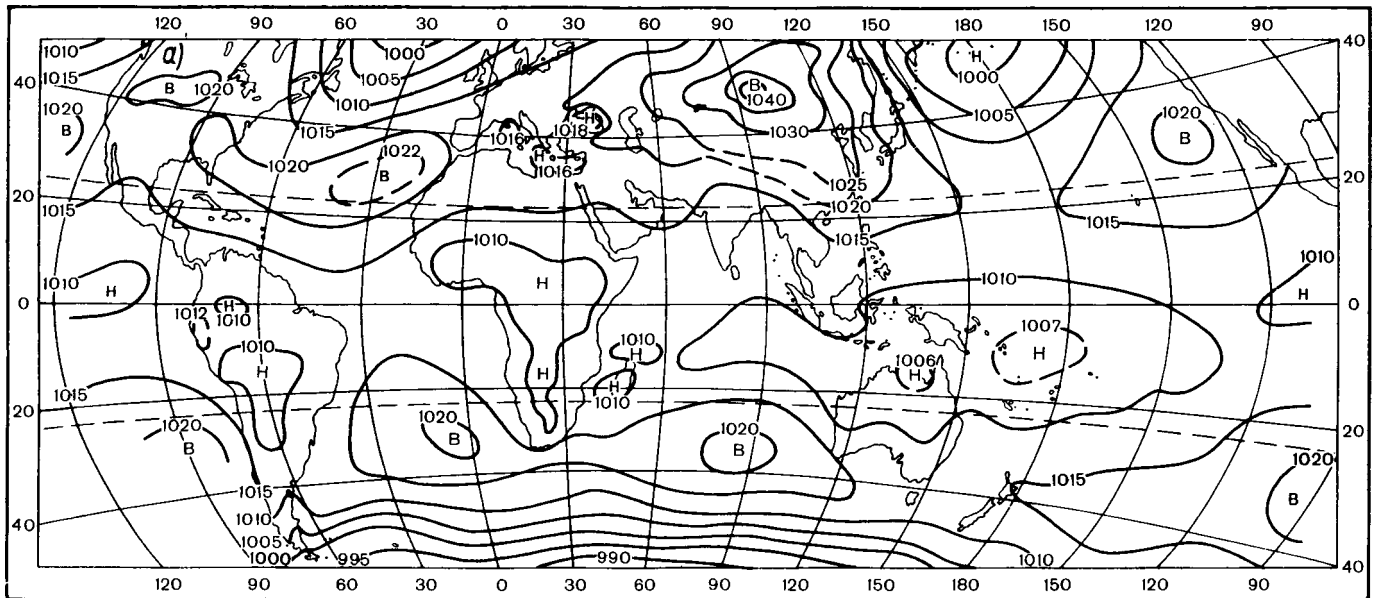 120 90 60 30 0 30 60 90 120 150 180 150 120 90
1010 а) 1000 1010 H 40
1015 1005 1000
B 1020 1010 B 1040 1005
40 1015 H 1018 1030 1020
1020 B 1016 B
1020 1022 H 1016
B 1025
20 1015 1020 20
1015 1015
1010 1010
1010 H H 1010
0 H 1010 H 0
1012 1010 1010 1007
1010 H H
H H H 1006 H
1015 1010
20 1020 1020 1020 20
B B B 1020
1015 1015 B
1010
40 1005
1000 995 990 1010 40
120 90 60 30 0 30 60 90 120 150 180 150 120 90